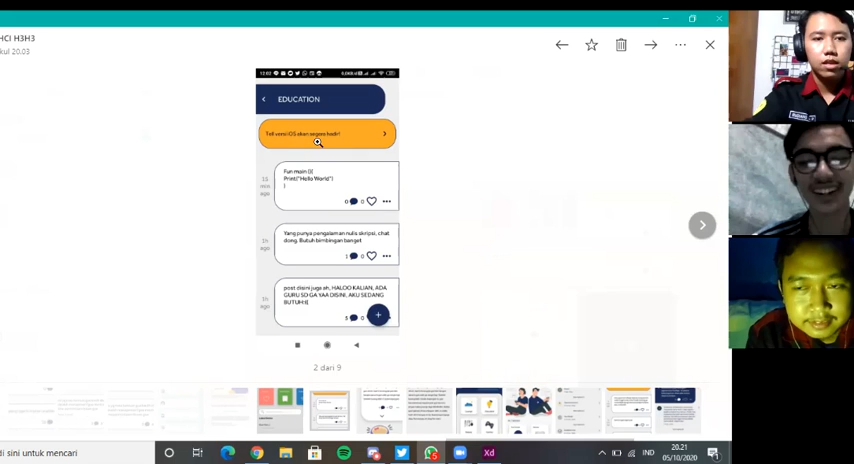 HCI H3H3
kul 20.03
12:02
EDUCATION
Tell versi iOS akan segera hadir!
15 min ago
Fun main (){
Print("Hello World")
}
0 0
1h ago
Yang punya pengalaman nulis skripsi, chat
dong. Butuh bimbingan banget
1 0
1h ago
post disini juga ah, HALOO KALIAN, ADA
GURU SD GA YAA DISINI, AKU SEDANG
BUTUH:((
5 0
+
2 dari 9
di sini untuk mencari
Xd
20.21
05/10/2020